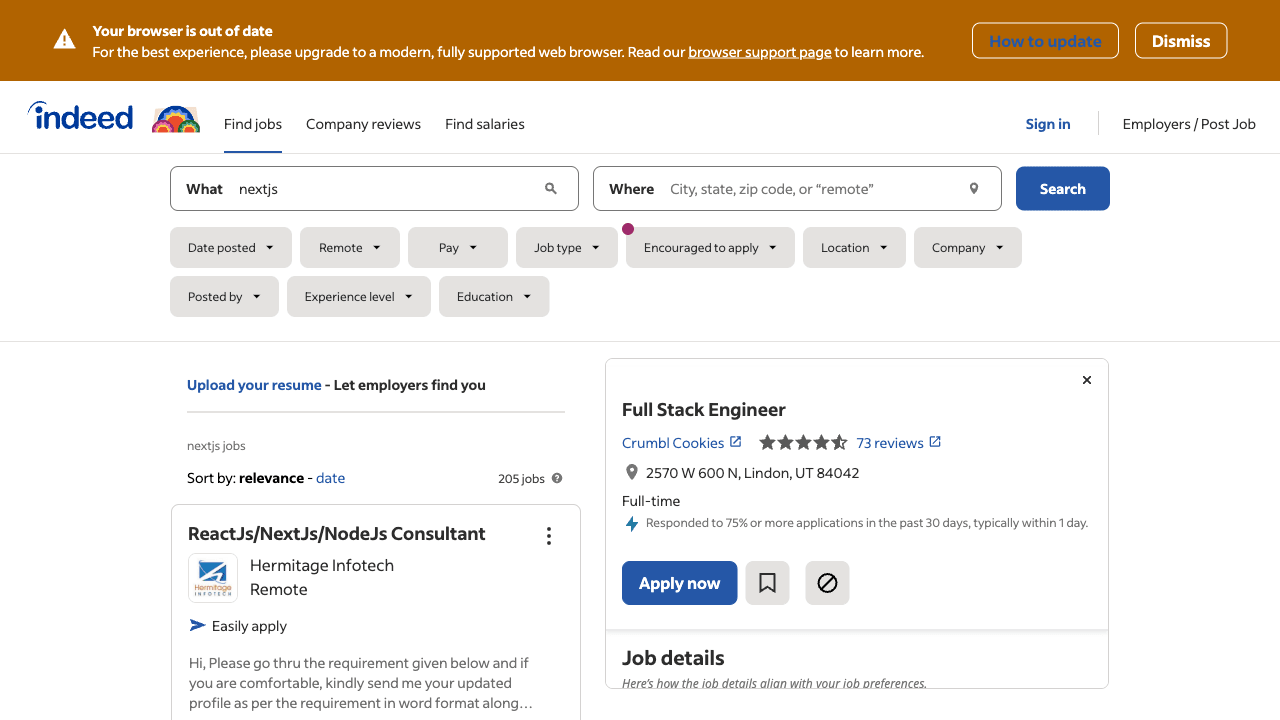 Your browser is out of date
For the best experience, please upgrade to a modern, fully supported web browser. Read our browser support page to learn more.
How to update
Dismiss
indeed
Find jobs
Company reviews
Find salaries
Sign in
Employers / Post Job
What
nextjs
Where
City, state, zip code, or “remote”
Search
Date posted
Remote
Pay
Job type
Encouraged to apply
Location
Company
Posted by
Experience level
Education
Upload your resume - Let employers find you
nextjs jobs
Sort by: relevance - date
205 jobs
ReactJs/NextJs/NodeJs Consultant
Hermitage
INFOTECH
Hermitage Infotech
Remote
Easily apply
Hi, Please go thru the requirement given below and if
you are comfortable, kindly send me your updated
profile as per the requirement in word format along…
Full Stack Engineer
Crumbl Cookies
73 reviews
2570 W 600 N, Lindon, UT 84042
Full-time
Responded to 75% or more applications in the past 30 days, typically within 1 day.
Apply now
Job details
Here’s how the job details align with your job preferences.